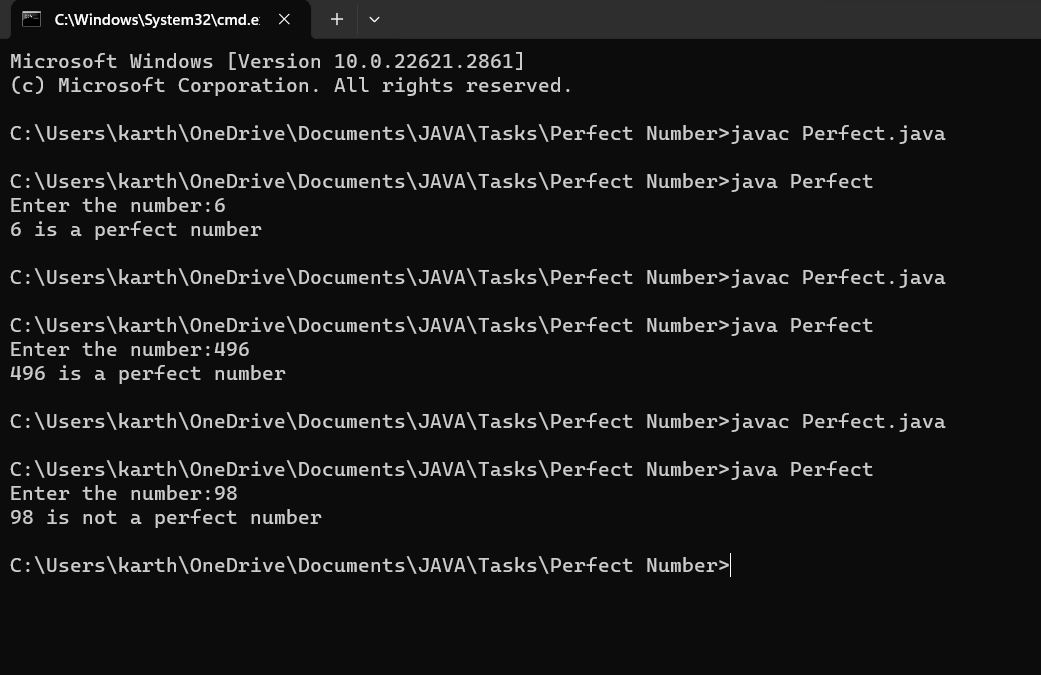 C:\Windows\System32\cmd.e
Microsoft Windows [Version 10.0.22621.2861]
(c) Microsoft Corporation. All rights reserved.
C:\Users\karth\OneDrive\Documents\JAVA\Tasks\Perfect Number>javac Perfect.java
C:\Users\karth\OneDrive\Documents\JAVA\Tasks\Perfect Number>java Perfect
Enter the number:6
6 is a perfect number
C:\Users\karth\OneDrive\Documents\JAVA\Tasks\Perfect Number>javac Perfect.java
C:\Users\karth\OneDrive\Documents\JAVA\Tasks\Perfect Number>java Perfect
Enter the number:496
496 is a perfect number
C:\Users\karth\OneDrive\Documents\JAVA\Tasks\Perfect Number>javac Perfect.java
C:\Users\karth\OneDrive\Documents\JAVA\Tasks\Perfect Number>java Perfect
Enter the number:98
98 is not a perfect number
C:\Users\karth\OneDrive\Documents\JAVA\Tasks\Perfect Number>